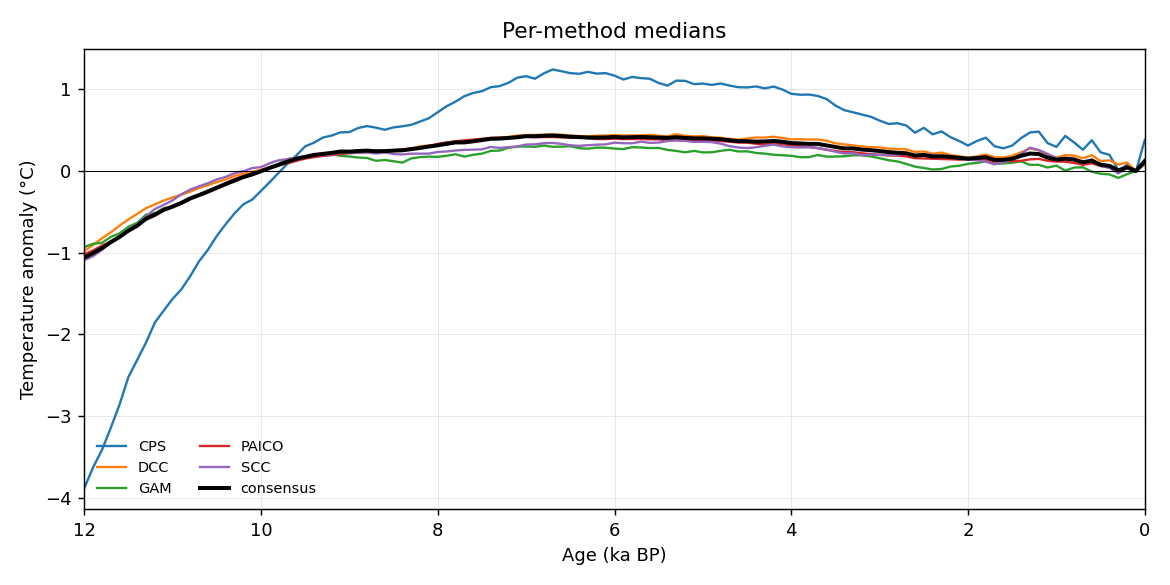 Per-method medians
Temperature anomaly (°C)
1
0
−1
−2
−3
−4
CPS
DCC
GAM
PAICO
SCC
consensus
12
10
8
6
4
2
0
Age (ka BP)